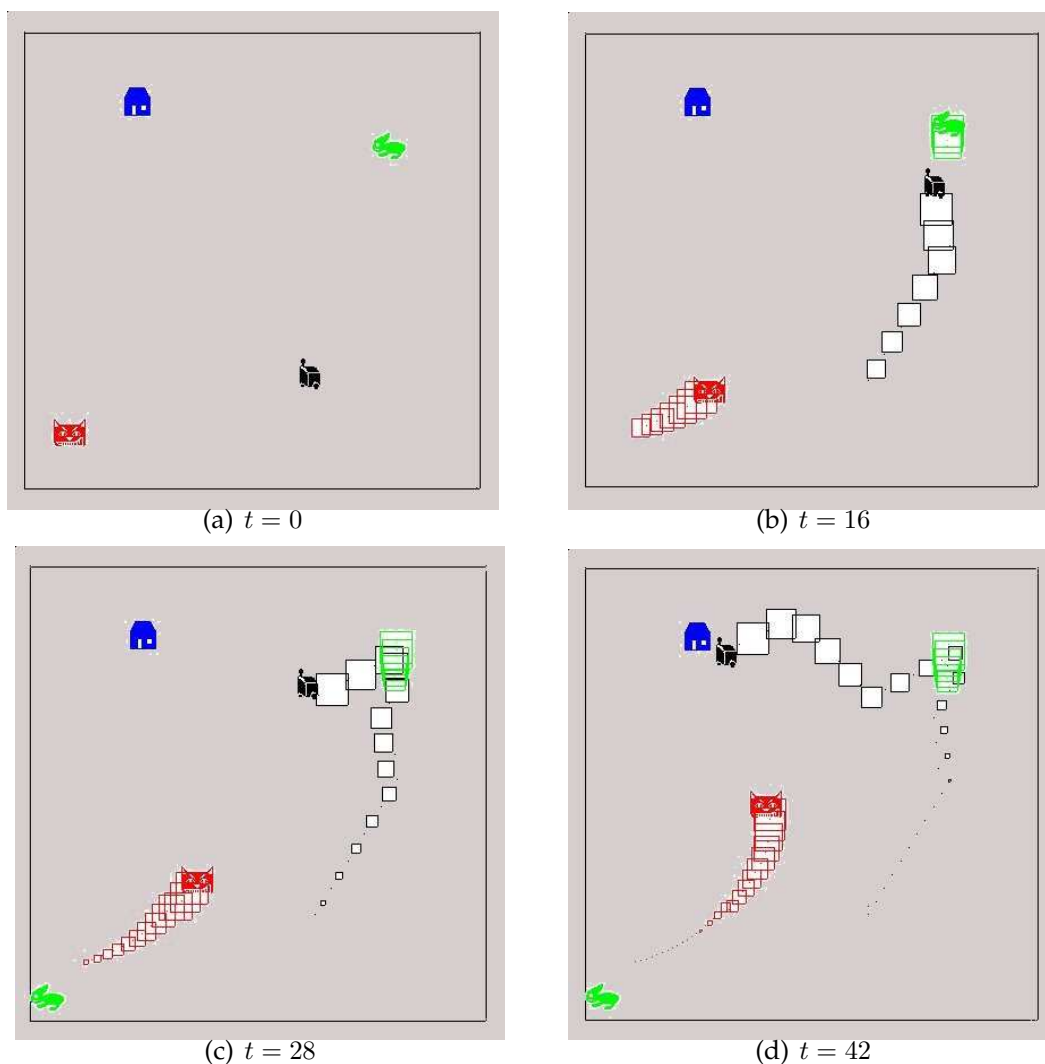 (a) t = 0
(b) t = 16
(c) t = 28
(d) t = 42